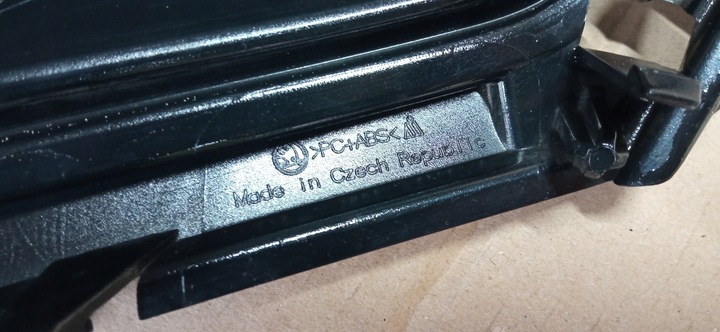 >PC+ABS<
Made in Czech Republic